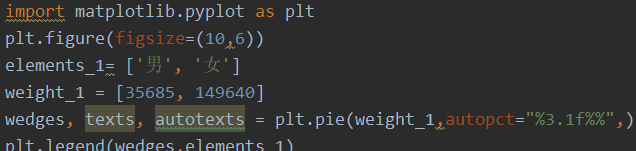 import matplotlib.pyplot as plt
plt.figure(figsize=(10,6))
elements_1= ['男', '女']
weight_1 = [35685, 149640]
wedges, texts, autotexts = plt.pie(weight_1,autopct="%3.1f%%",)
plt.legend(wedges,elements_1)